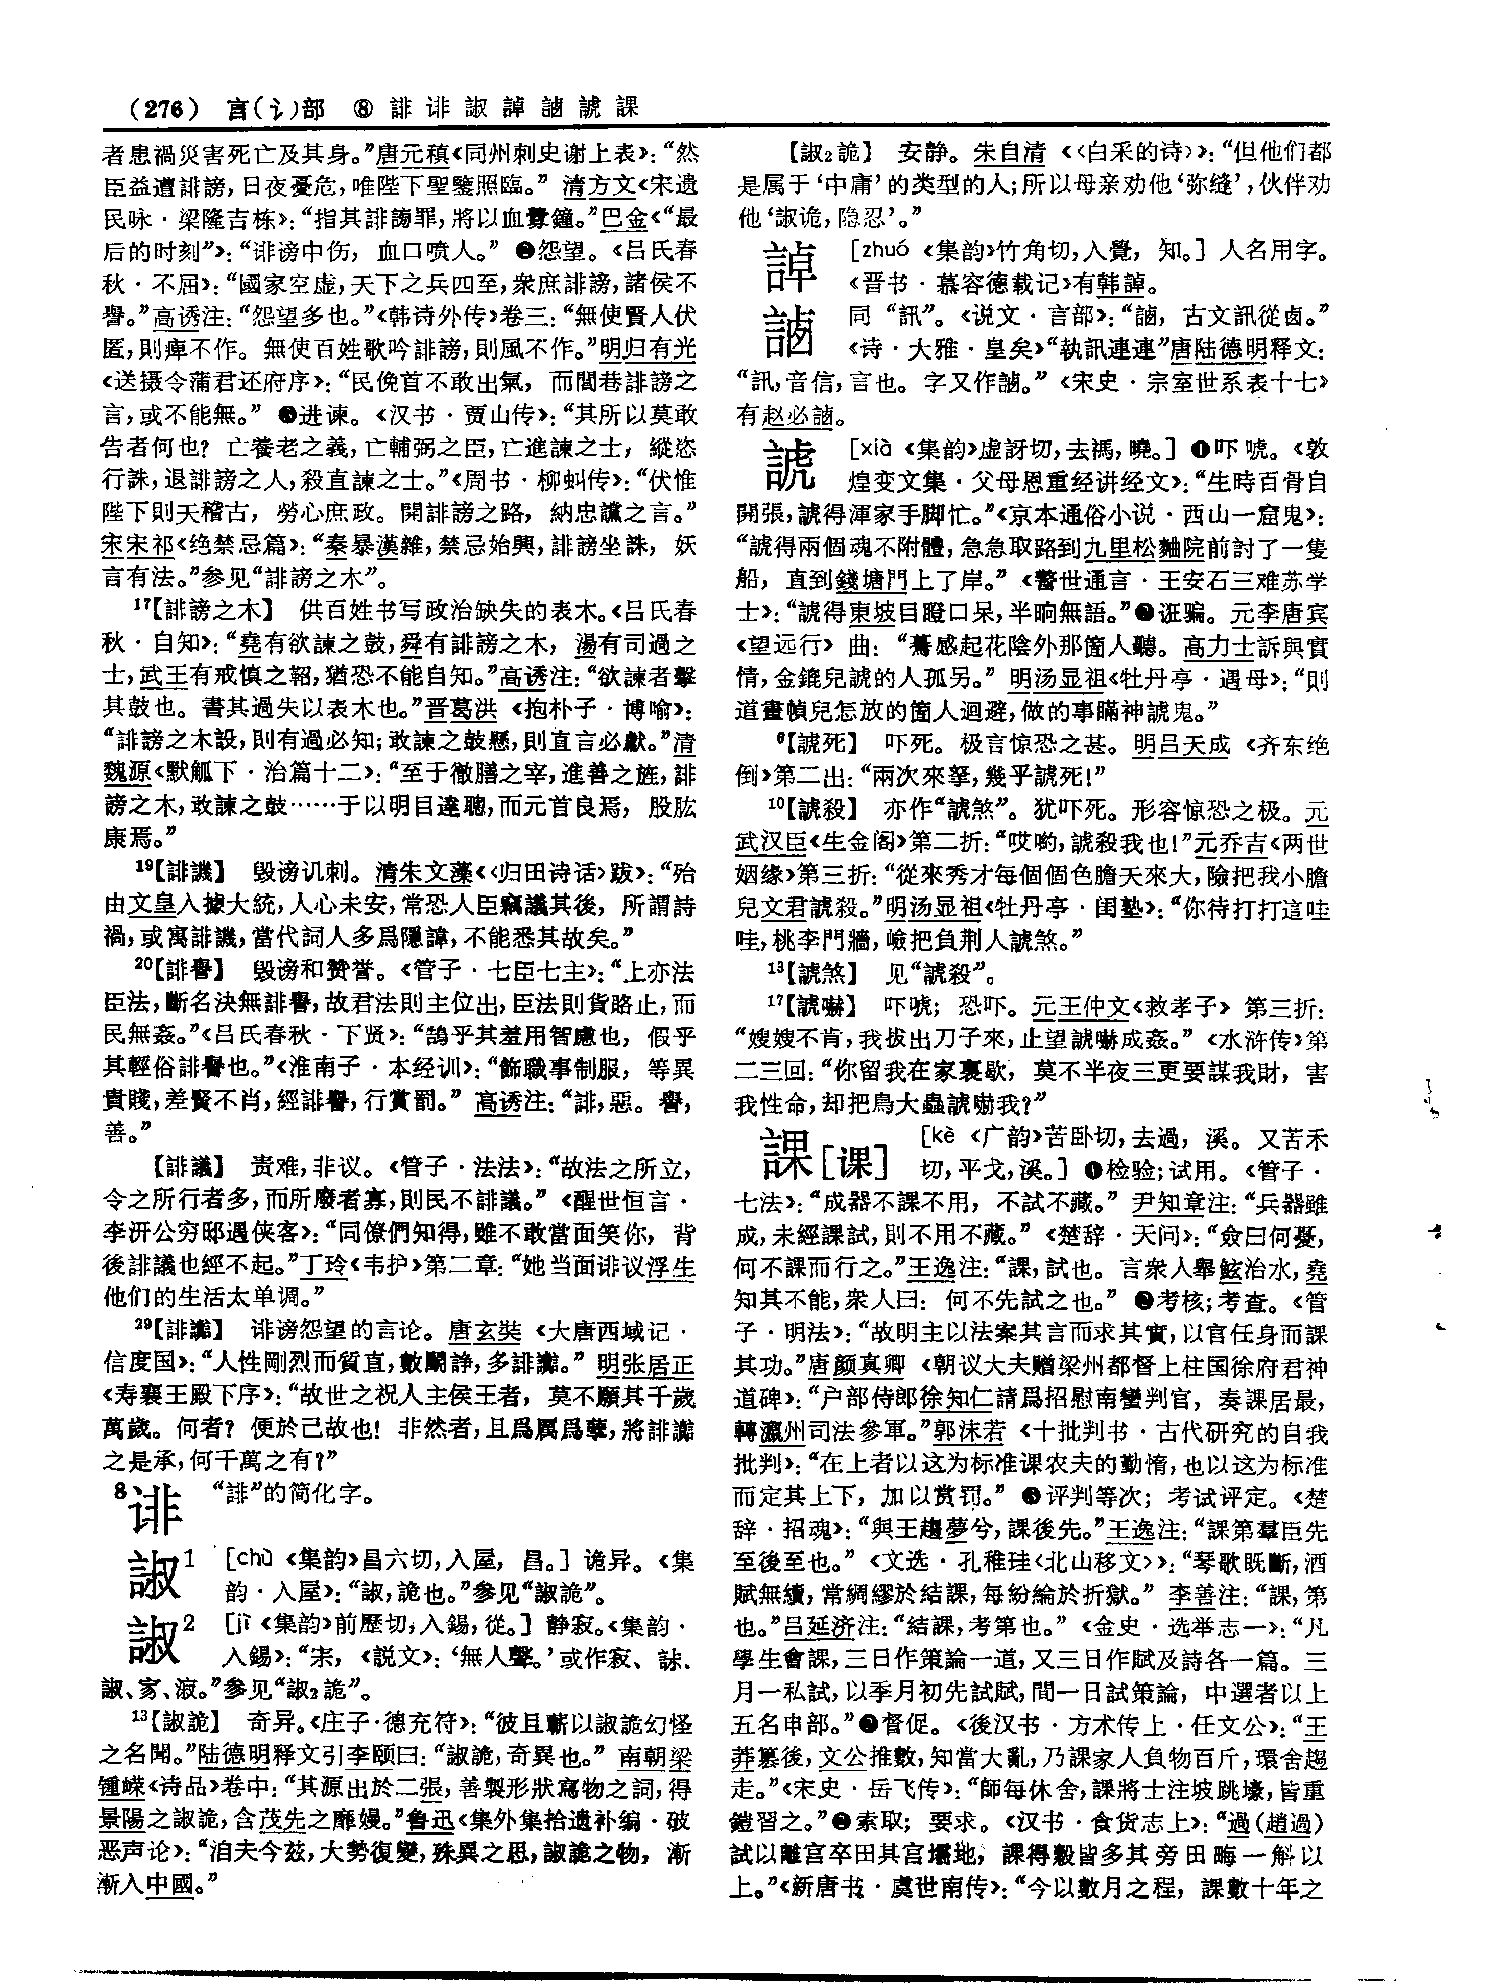 （276） 言(讠)部 ⑧ 誹 诽 諔 諄 𧩹 諕 課
者患禍災害死亡及其身。”唐元稹《同州刺史谢上表》：“然
臣益遭誹謗，日夜憂危，唯陛下聖鑒照臨。” 清方文《宋遗
民咏·梁隆吉栋》：“指其誹謗罪，將以血釁鐘。”巴金《“最
后的时刻”》：“诽谤中伤，血口喷人。” ❷怨望。《吕氏春
秋·不屈》：“國家空虚，天下之兵四至，衆庶誹謗，諸侯不
譽。”高诱注：“怨望多也。”《韩诗外传》卷三：“無使賢人伏
匿，則痺不作。無使百姓歌吟誹謗，則風不作。”明归有光
《送摄令蒲君还府序》：“民俛首不敢出氣，而閭巷誹謗之
言，或不能無。” ❸进谏。《汉书·贾山传》：“其所以莫敢
告者何也？亡養老之義，亡輔弼之臣，亡進諫之士，縱恣
行誅，退誹謗之人，殺直諫之士。”《周书·柳虯传》：“伏惟
陛下則天稽古，勞心庶政。開誹謗之路，納忠讜之言。”
宋宋祁《绝禁忌篇》：“秦暴漢雜，禁忌始興，誹謗坐誅，妖
言有法。”参见“誹謗之木”。
17【誹謗之木】 供百姓书写政治缺失的表木。《吕氏春
秋·自知》：“堯有欲諫之鼓，舜有誹謗之木，湯有司過之
士，武王有戒慎之鞀，猶恐不能自知。”高诱注：“欲諫者擊
其鼓也。書其過失以表木也。”晋葛洪《抱朴子·博喻》：
“誹謗之木設，則有過必知；敢諫之鼓懸，則直言必獻。”清
魏源《默觚下·治篇十二》：“至于徹膳之宰，進善之旌，誹
謗之木，敢諫之鼓……于以明目達聰，而元首良焉，股肱
康焉。”
19【誹譏】 毁谤讥刺。清朱文藻《〈归田诗话〉跋》：“殆
由文皇入據大統，人心未安，常恐人臣竊議其後，所謂詩
禍，或寓誹譏，當代詞人多爲隱諱，不能悉其故矣。”
20【誹譽】 毁谤和赞誉。《管子·七臣七主》：“上亦法
臣法，斷名決無誹譽，故君法則主位出，臣法則貨賂止，而
民無姦。”《吕氏春秋·下贤》：“鵠乎其羞用智慮也，假乎
其輕俗誹譽也。”《淮南子·本经训》：“飾職事制服，等異
貴賤，差賢不肖，經誹譽，行賞罰。” 高诱注：“誹，惡。譽，
善。”
【誹議】 责难，非议。《管子·法法》：“故法之所立，
令之所行者多，而所廢者寡，則民不誹議。”《醒世恒言·
李汧公穷邸遇侠客》：“同僚們知得，雖不敢當面笑你，背
後誹議也經不起。”丁玲《韦护》第二章：“她当面诽议浮生
他们的生活太单调。”
29【誹讟】 诽谤怨望的言论。唐玄奘《大唐西域记·
信度国》：“人性剛烈而質直，數鬭諍，多誹讟。” 明张居正
《寿襄王殿下序》：“故世之祝人主侯王者，莫不願其千歲
萬歲。何者？便於己故也！非然者，且爲厲爲孽，將誹讟
之是承，何千萬之有？”
8诽 “誹”的简化字。
諔1 [chù 《集韵》昌六切，入屋，昌。] 诡异。《集
韵·入屋》：“諔，詭也。”参见“諔詭”。
諔2 [jì 《集韵》前歷切，入錫，從。] 静寂。《集韵·
入錫》：“宋，《説文》：‘無人聲。’或作寂、誎、
諔、㝯、漃。”参见“諔₂詭”。
13【諔詭】 奇异。《庄子·德充符》：“彼且蘄以諔詭幻怪
之名聞。”陆德明释文引李颐曰：“諔詭，奇異也。” 南朝梁
锺嵘《诗品》卷中：“其源出於二張，善製形狀寫物之詞，得
景陽之諔詭，含茂先之靡嫚。”鲁迅《集外集拾遗补编·破
恶声论》：“洎夫今兹，大勢復變，殊異之思，諔詭之物，漸
漸入中國。”
【諔₂詭】 安静。朱自清《〈白采的诗〉》：“但他们都
是属于‘中庸’的类型的人；所以母亲劝他‘弥缝’，伙伴劝
他‘諔诡，隐忍’。”
諄 [zhuó 《集韵》竹角切，入覺，知。] 人名用字。
《晋书·慕容德载记》有韩諄。
𧩹 同“訊”。《说文·言部》：“𧩹，古文訊從卥。”
《诗·大雅·皇矣》“執訊連連”唐陆德明释文：
“訊，音信，言也。字又作𧩹。”《宋史·宗室世系表十七》
有赵必𧩹。
諕 [xià 《集韵》虚訝切，去禡，曉。] ❶吓唬。《敦
煌变文集·父母恩重经讲经文》：“生時百骨自
開張，諕得渾家手脚忙。”《京本通俗小说·西山一窟鬼》：
“諕得兩個魂不附體，急急取路到九里松麯院前討了一隻
船，直到錢塘門上了岸。”《警世通言·王安石三难苏学
士》：“諕得東坡目瞪口呆，半晌無語。”❷诳骗。元李唐宾
《望远行》 曲：“驀感起花陰外那箇人聽。高力士訴與實
情，金鎞兒諕的人孤另。” 明汤显祖《牡丹亭·遇母》：“則
道畫幀兒怎放的箇人迴避，做的事瞞神諕鬼。”
6【諕死】 吓死。极言惊恐之甚。明吕天成《齐东绝
倒》第二出：“兩次來拏，幾乎諕死！”
10【諕殺】 亦作“諕煞”。犹吓死。形容惊恐之极。元
武汉臣《生金阁》第二折：“哎哟，諕殺我也！”元乔吉《两世
姻缘》第三折：“從來秀才每個個色膽天來大，險把我小膽
兒文君諕殺。”明汤显祖《牡丹亭·闺塾》：“你待打打這哇
哇，桃李門牆，嶮把負荆人諕煞。”
13【諕煞】 见“諕殺”。
17【諕嚇】 吓唬；恐吓。元王仲文《救孝子》第三折：
“嫂嫂不肯，我拔出刀子來，止望諕嚇成姦。”《水浒传》第
二三回：“你留我在家裏歇，莫不半夜三更要謀我財，害
我性命，却把鳥大蟲諕嚇我？”
課[课] [kè 《广韵》苦卧切，去過，溪。又苦禾
切，平戈，溪。] ❶检验；试用。《管子·
七法》：“成器不課不用，不試不藏。” 尹知章注：“兵器雖
成，未經課試，則不用不藏。”《楚辞·天问》：“僉曰何憂，
何不課而行之。”王逸注：“課，試也。言衆人舉鲧治水，堯
知其不能，衆人曰：何不先試之也。” ❷考核；考查。《管
子·明法》：“故明主以法案其言而求其實，以官任身而課
其功。”唐颜真卿《朝议大夫赠梁州都督上柱国徐府君神
道碑》：“户部侍郎徐知仁請爲招慰南蠻判官，奏課居最，
轉瀛州司法參軍。”郭沫若《十批判书·古代研究的自我
批判》：“在上者以这为标准课农夫的勤惰，也以这为标准
而定其上下，加以赏罚。” ❸评判等次；考试评定。《楚
辞·招魂》：“與王趨夢兮，課後先。”王逸注：“課第羣臣先
至後至也。”《文选·孔稚珪〈北山移文〉》：“琴歌既斷，酒
賦無續，常綢繆於結課，每紛綸於折獄。” 李善注：“課，第
也。”吕延济注：“結課，考第也。”《金史·选举志一》：“凡
學生會課，三日作策論一道，又三日作賦及詩各一篇。三
月一私試，以季月初先試賦，間一日試策論，中選者以上
五名申部。”❹督促。《後汉书·方术传上·任文公》：“王
莽篡後，文公推數，知當大亂，乃課家人負物百斤，環舍趨
走。”《宋史·岳飞传》：“師每休舍，課將士注坡跳壕，皆重
鎧習之。”❺索取；要求。《汉书·食货志上》：“過（趙過）
試以離宫卒田其宫壖地，課得穀皆多其旁田晦一斛以
上。”《新唐书·虞世南传》：“今以數月之程，課數十年之